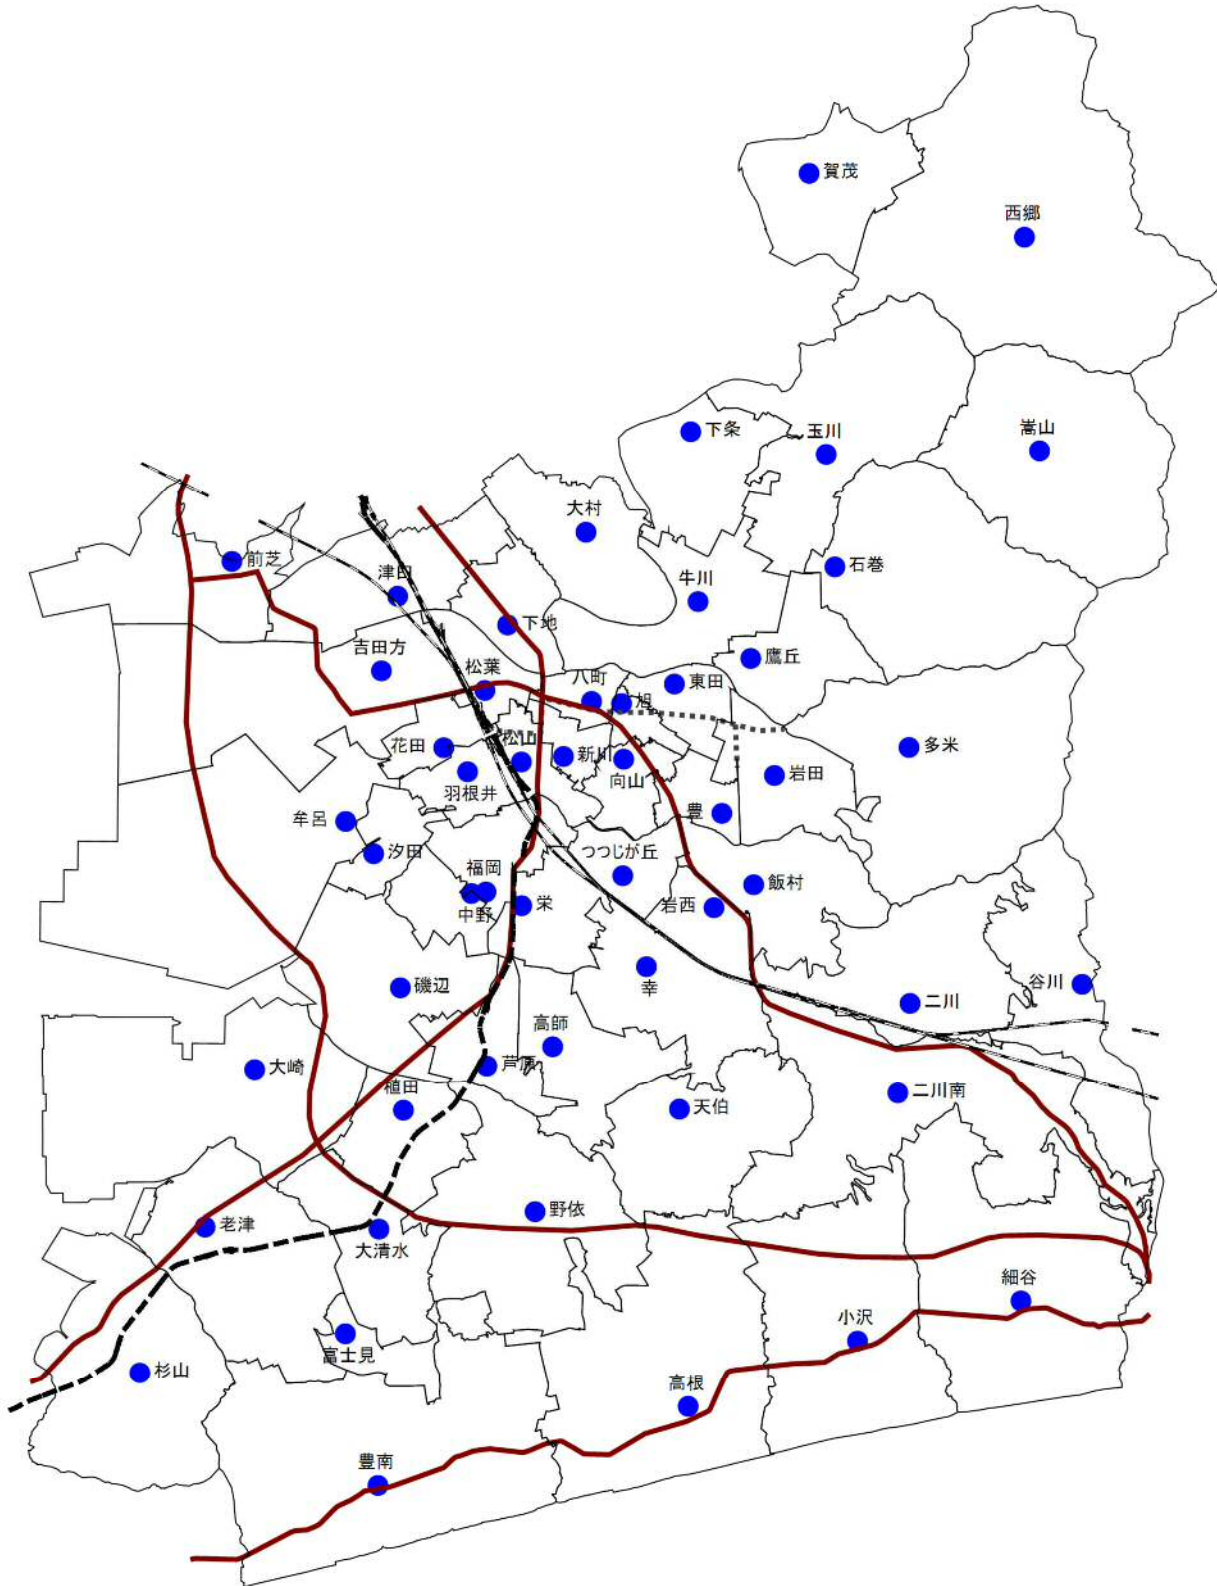 賀茂
西郷
下条
玉川
嵩山
大村
前芝
津田
牛川
石巻
下地
吉田方
松葉
八町
旭
東田
鷹丘
花田
松山
新川
向山
岩田
多米
羽根井
牟呂
豊
汐田
福岡
つつじが丘
飯村
中野
栄
岩西
磯辺
幸
二川
谷川
高師
大崎
芦原
植田
天伯
二川南
老津
大清水
野依
細谷
小沢
富士見
杉山
高根
豊南